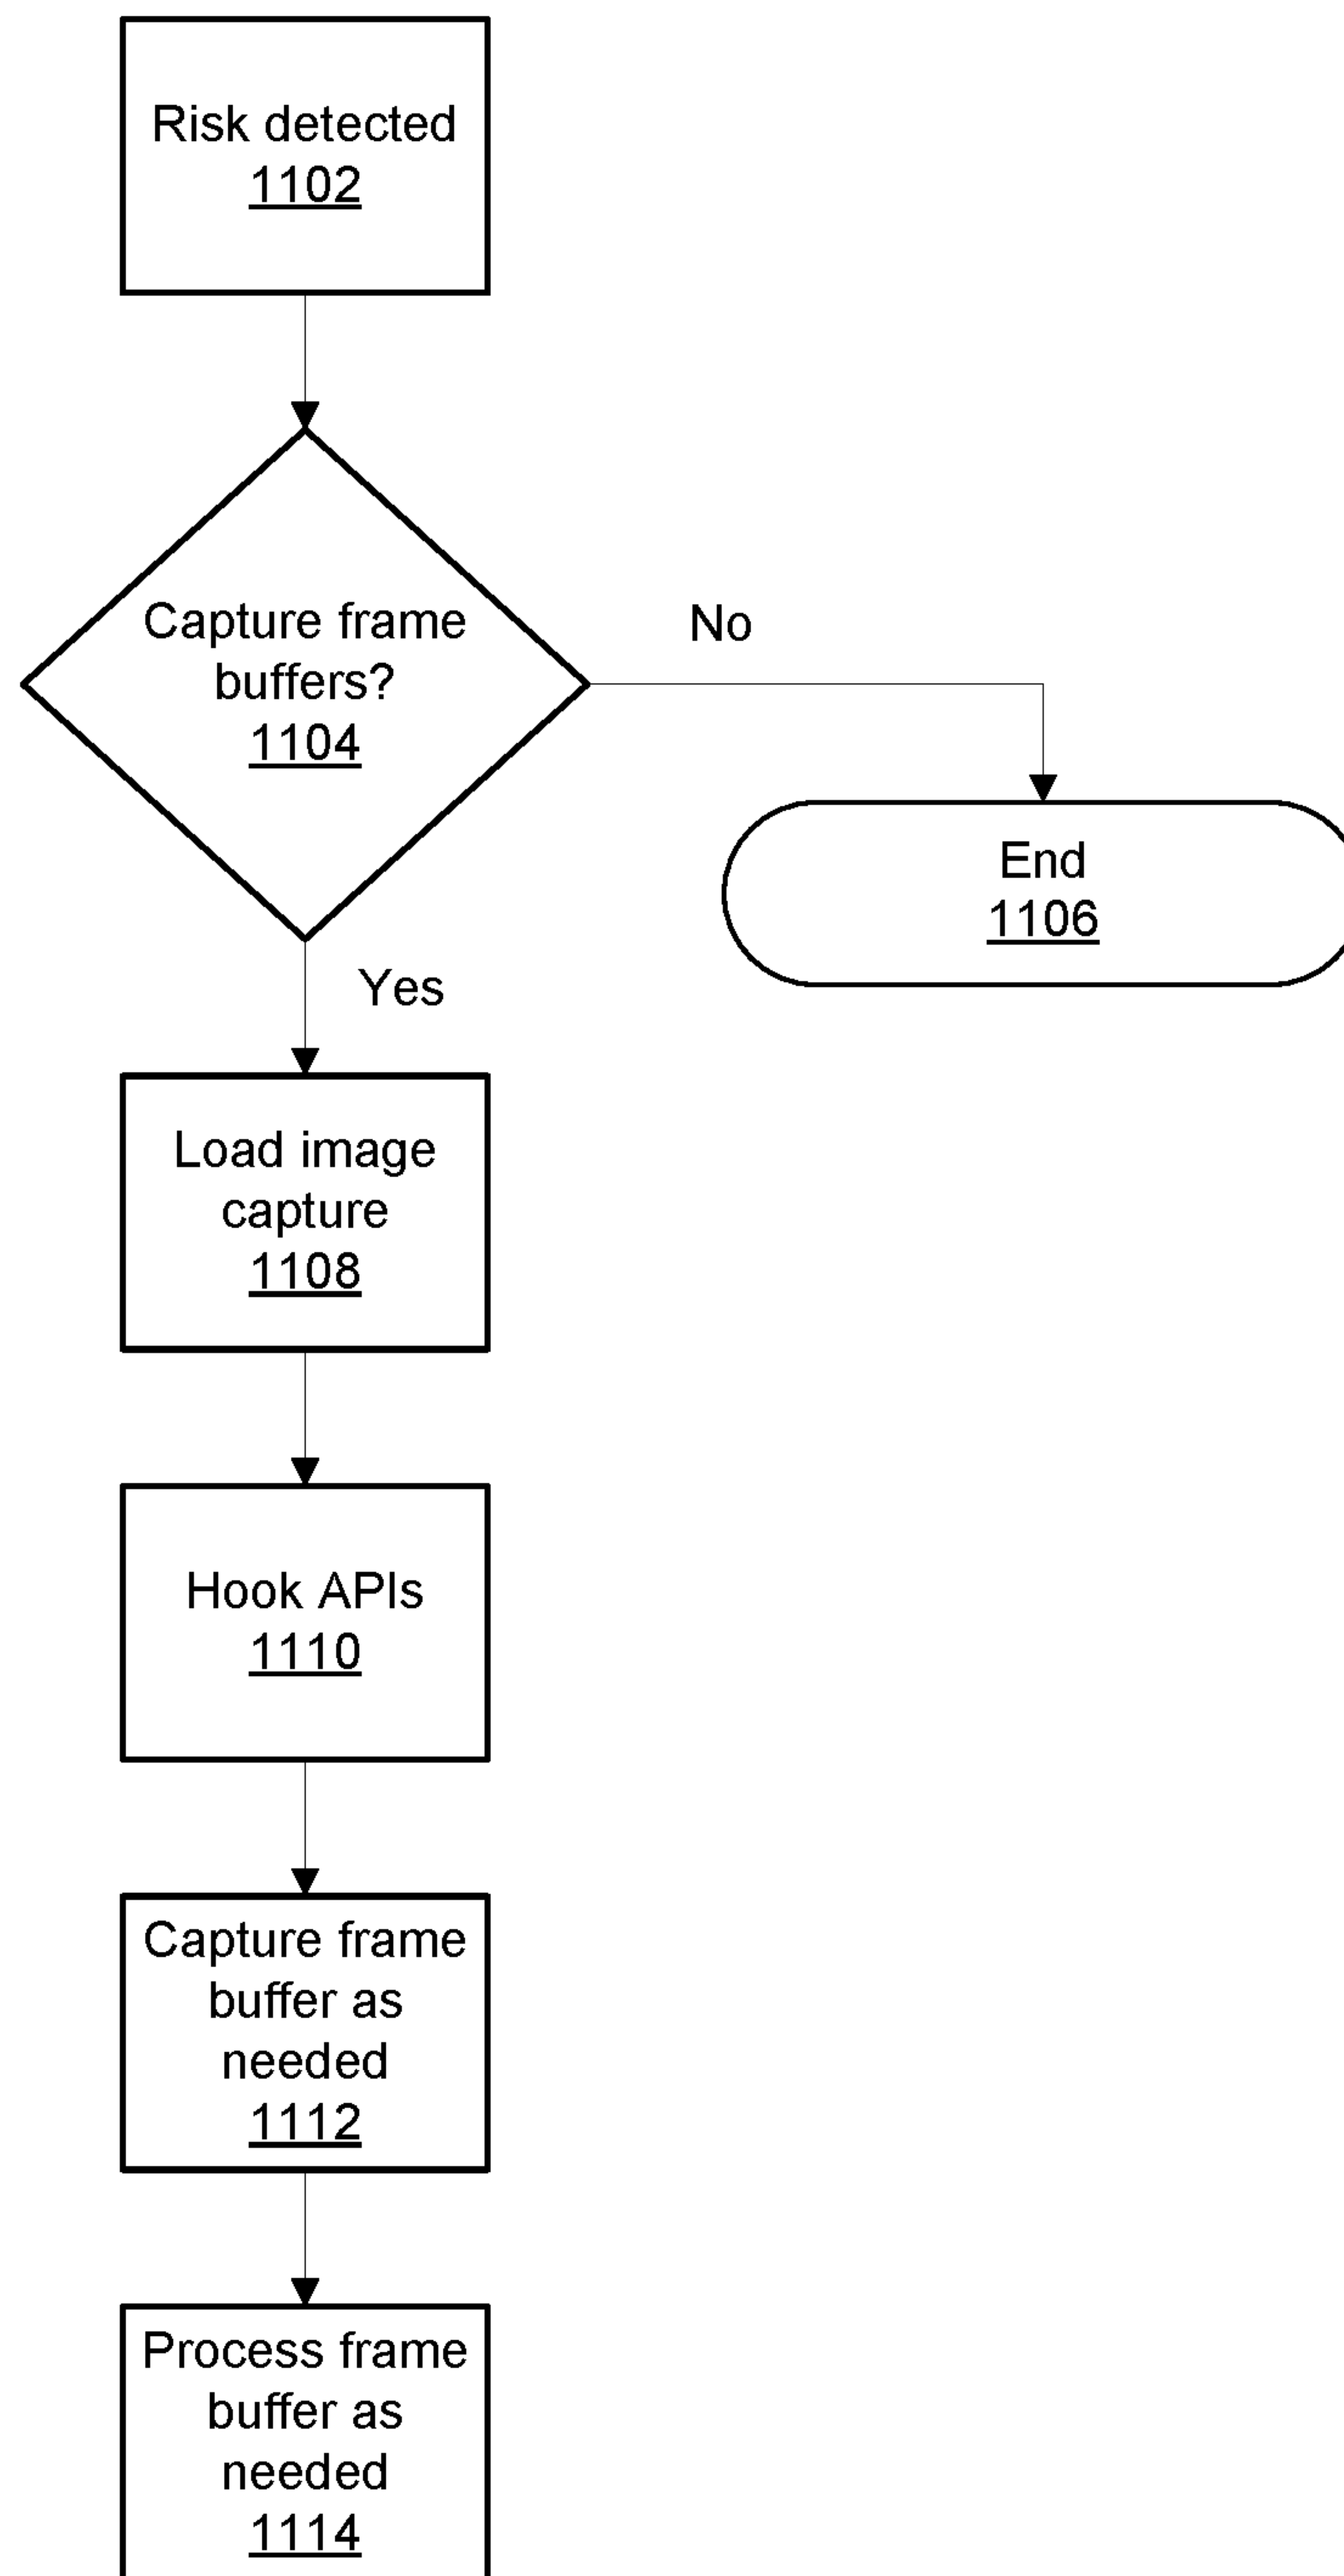 Risk detected
1102
Capture frame
buffers?
1104
No
End
1106
Yes
Load image
capture
1108
Hook APIs
1110
Capture frame
buffer as
needed
1112
Process frame
buffer as
needed
1114